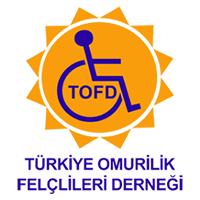 TOFD
TÜRKİYE OMURİLİK
FELÇLİLERİ DERNEĞİ